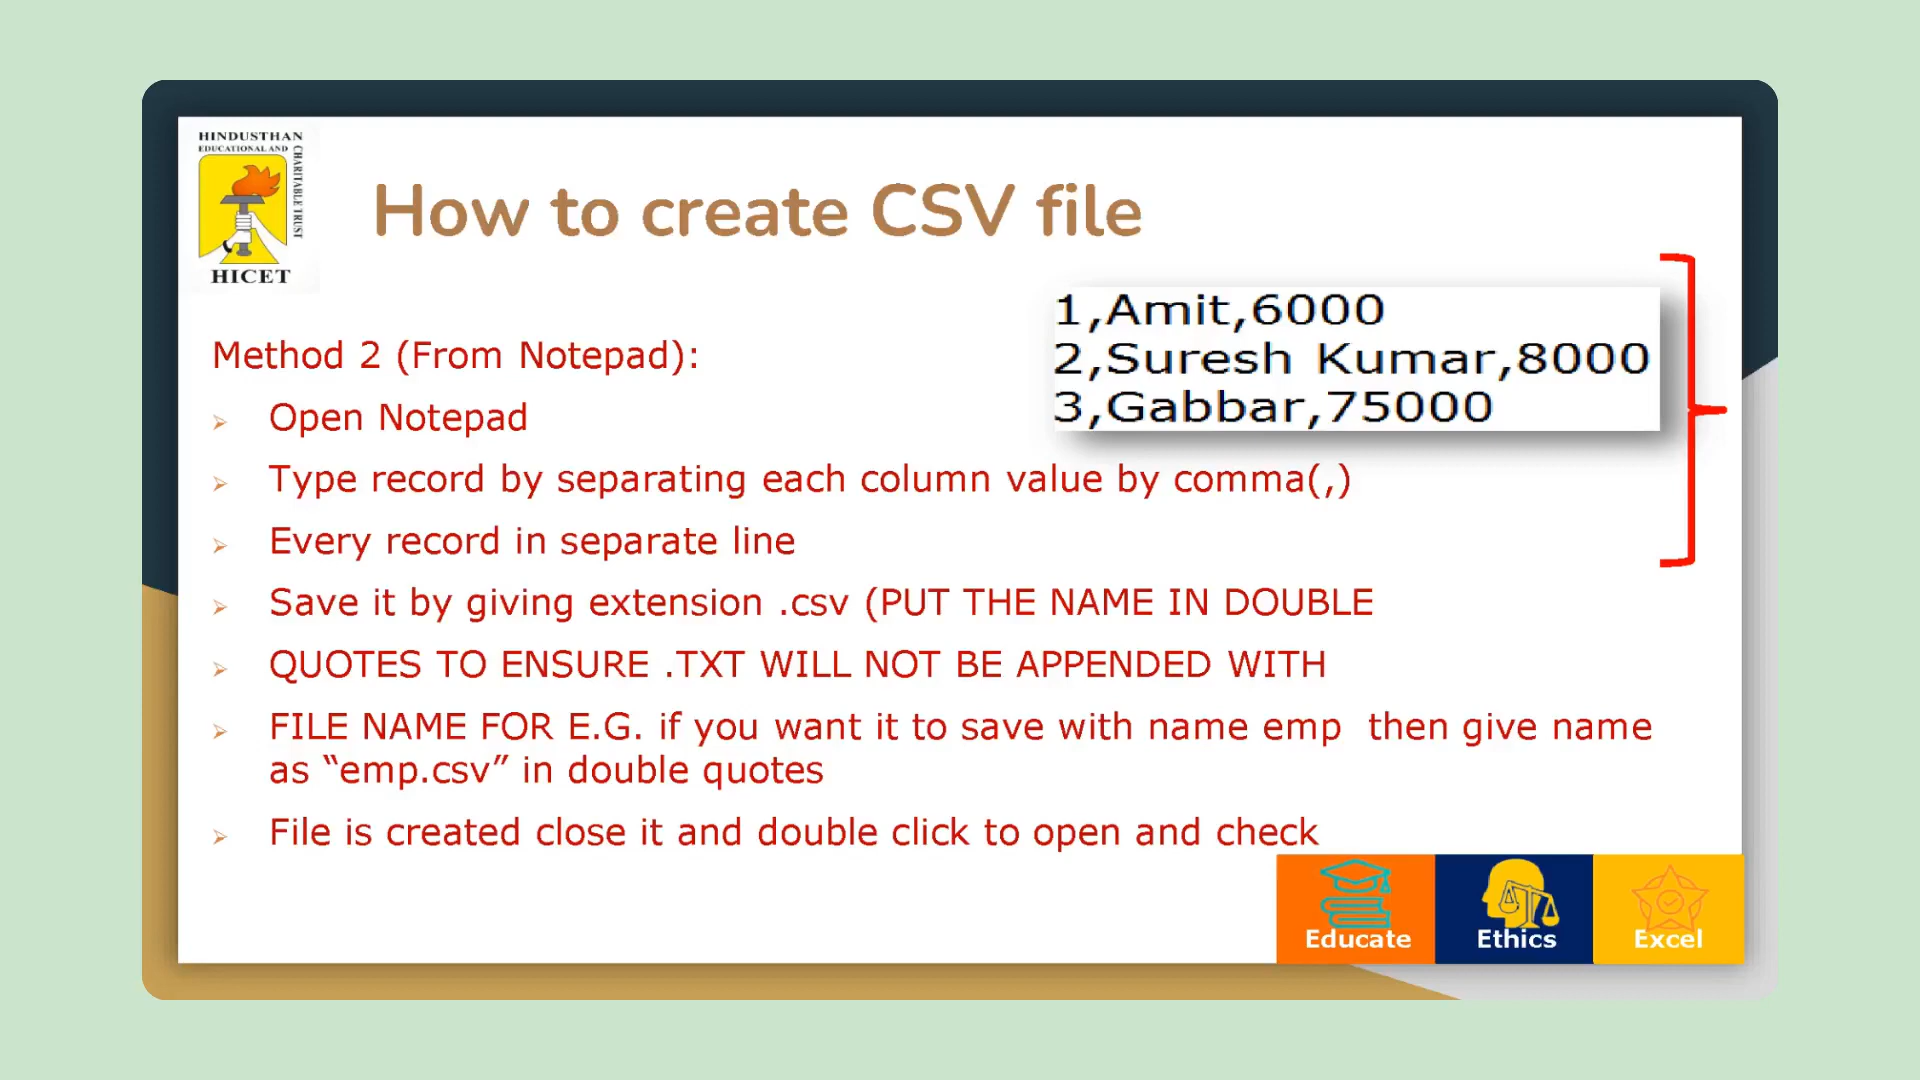 HINDUSTHAN
EDUCATIONAL AND
CHARITABLE TRUST
HICET
How to create CSV file
1,Amit,6000
2,Suresh Kumar,8000
3,Gabbar,75000
Method 2 (From Notepad):
Open Notepad
Type record by separating each column value by comma(,)
Every record in separate line
Save it by giving extension .csv (PUT THE NAME IN DOUBLE
QUOTES TO ENSURE .TXT WILL NOT BE APPENDED WITH
FILE NAME FOR E.G. if you want it to save with name emp  then give name
as “emp.csv” in double quotes
File is created close it and double click to open and check
Educate
Ethics
Excel